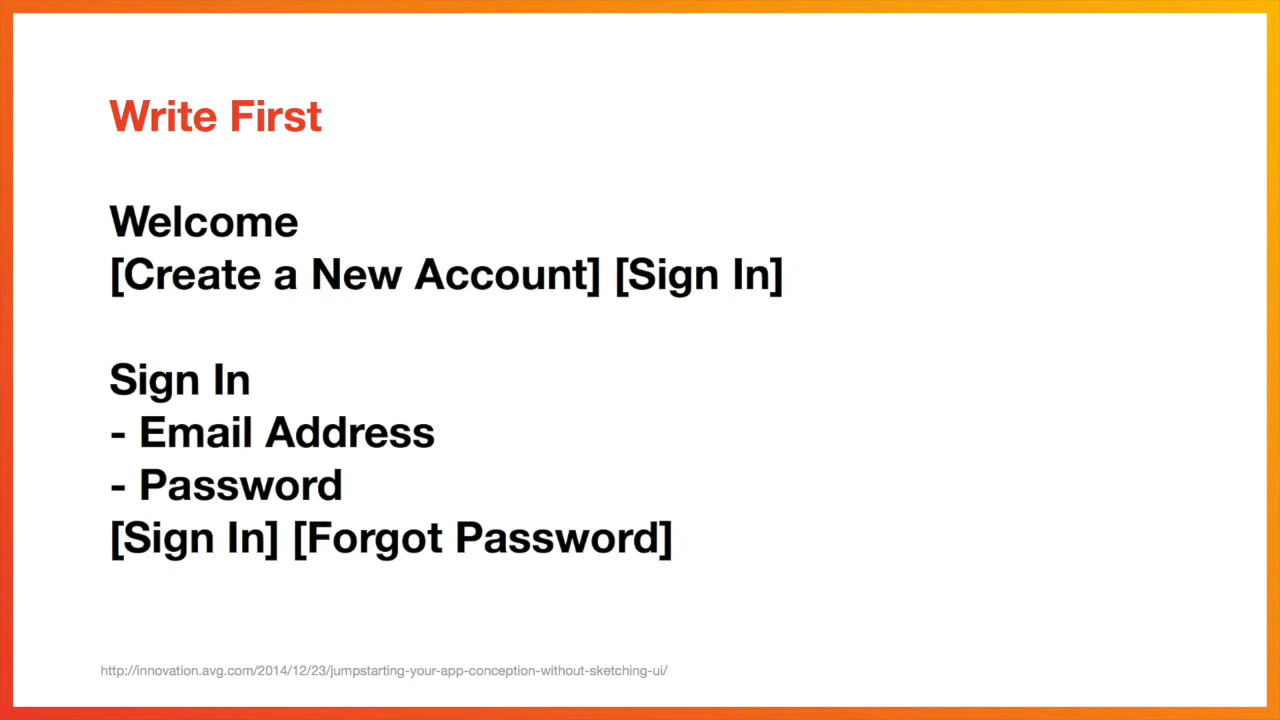 Write First
Welcome
[Create a New Account] [Sign In]
Sign In
- Email Address
- Password
[Sign In] [Forgot Password]
http://innovation.avg.com/2014/12/23/jumpstarting-your-app-conception-without-sketching-ui/